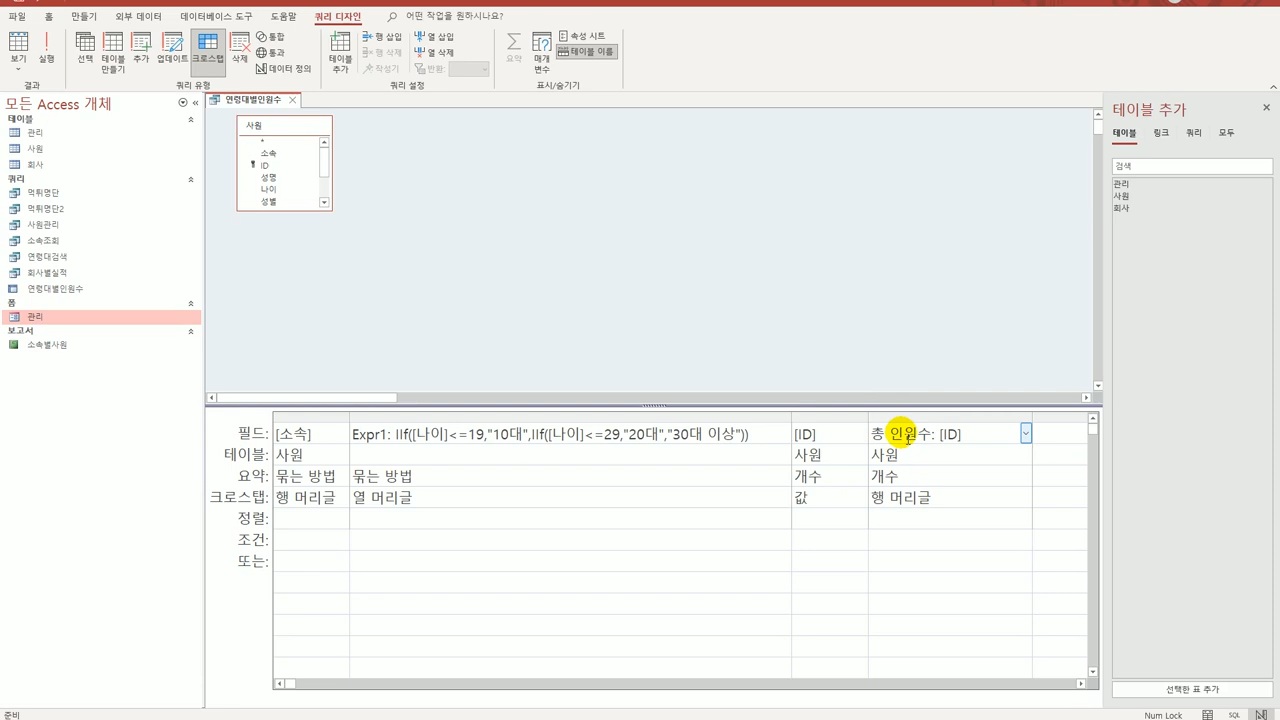 파일 홈 만들기 외부 데이터 데이터베이스 도구 도움말 쿼리 디자인 어떤 작업을 원하시나요?
보기 실행 선택 테이블 만들기 추가 업데이트 크로스탭 삭제 통합 통과 데이터 정의 테이블 추가 행 삽입 행 삭제 작성기 열 삽입 열 삭제 반환: 요약 매개 변수 속성 시트 테이블 이름
결과 쿼리 유형 쿼리 설정 표시/숨기기
모든 Access 개체
테이블
관리
사원
회사
쿼리
먹튀명단
먹튀명단2
사원관리
소속조회
연령대검색
회사별실적
연령대별인원수
폼
관리
보고서
소속별사원
연령대별인원수
사원
*
소속
ID
성명
나이
성별
필드: [소속] Expr1: IIf([나이]<=19,"10대",IIf([나이]<=29,"20대","30대 이상")) [ID] 총 인원수: [ID]
테이블: 사원 사원 사원
요약: 묶는 방법 묶는 방법 개수 개수
크로스탭: 행 머리글 열 머리글 값 행 머리글
정렬:
조건:
또는:
테이블 추가
테이블 링크 쿼리 모두
검색
관리
사원
회사
선택한 표 추가
준비 Num Lock SQL